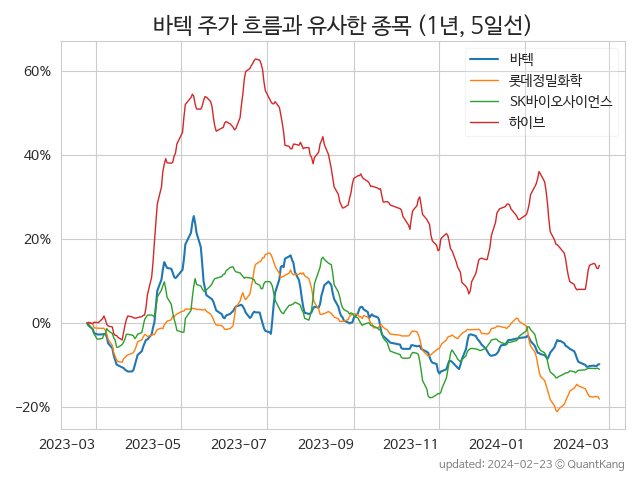 바텍 주가 흐름과 유사한 종목 (1년, 5일선)
바텍
롯데정밀화학
SK바이오사이언스
하이브
60%
40%
20%
0%
−20%
2023-03 2023-05 2023-07 2023-09 2023-11 2024-01 2024-03
updated: 2024-02-23 © QuantKang